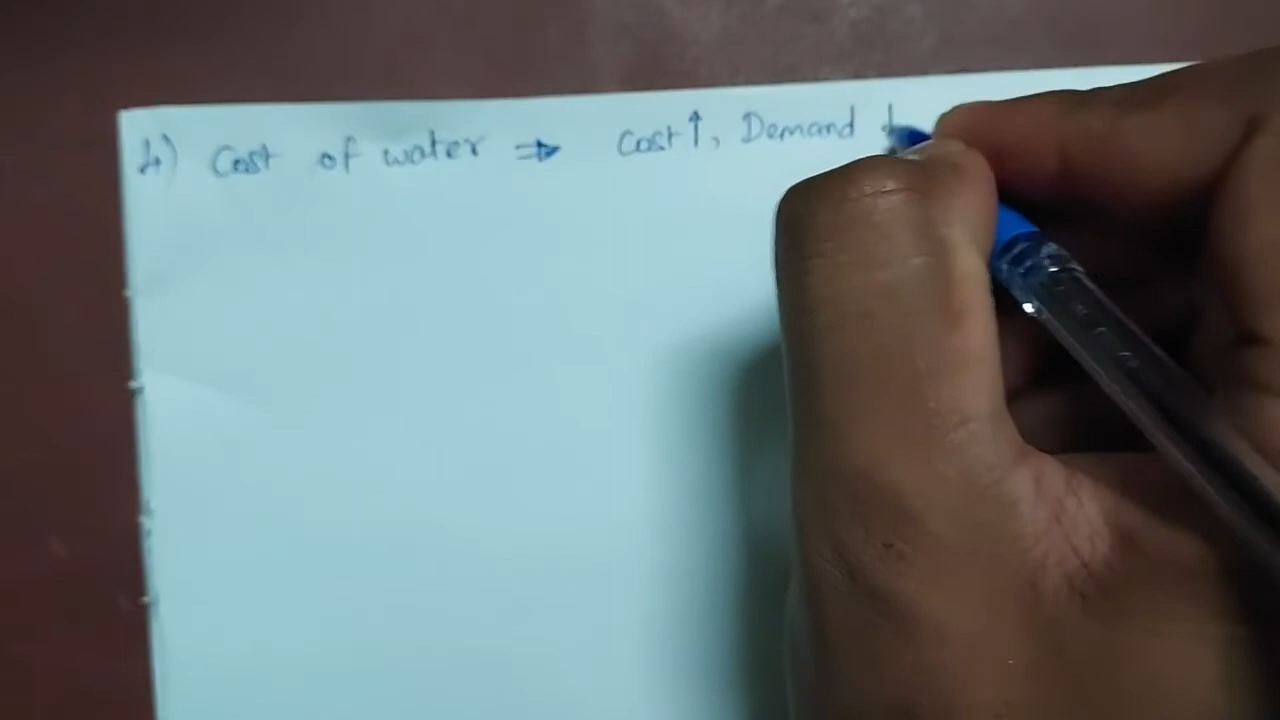 4) Cost of water ⇒ Cost↑, Demand ↓